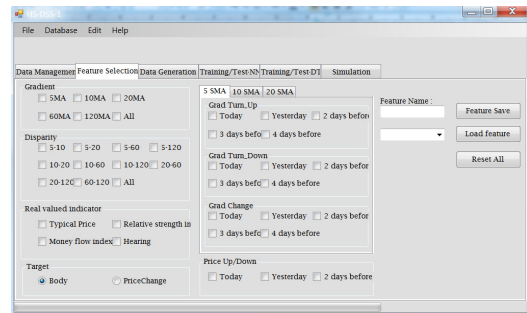 HS-DSS-1
File Database Edit Help
Data Managemer Feature Selection Data Generation Training/Test-NN Training/Test-DT Simulation
Gradient
5MA 10MA 20MA
60MA 120MA All
Disparity
5-10 5-20 5-60 5-120
10-20 10-60 10-120 20-60
20-120 60-120 All
Real valued indicator
Typical Price Relative strength in
Money flow index Hearing
Target
Body PriceChange
5 SMA 10 SMA 20 SMA
Grad Turn_Up
Today Yesterday 2 days before
3 days befo 4 days before
Grad Turn_Down
Today Yesterday 2 days befor
3 days befo 4 days before
Grad Change
Today Yesterday 2 days befor
3 days befo 4 days before
Price Up/Down
Today Yesterday 2 days before
Feature Name :
Feature Save
Load feature
Reset All